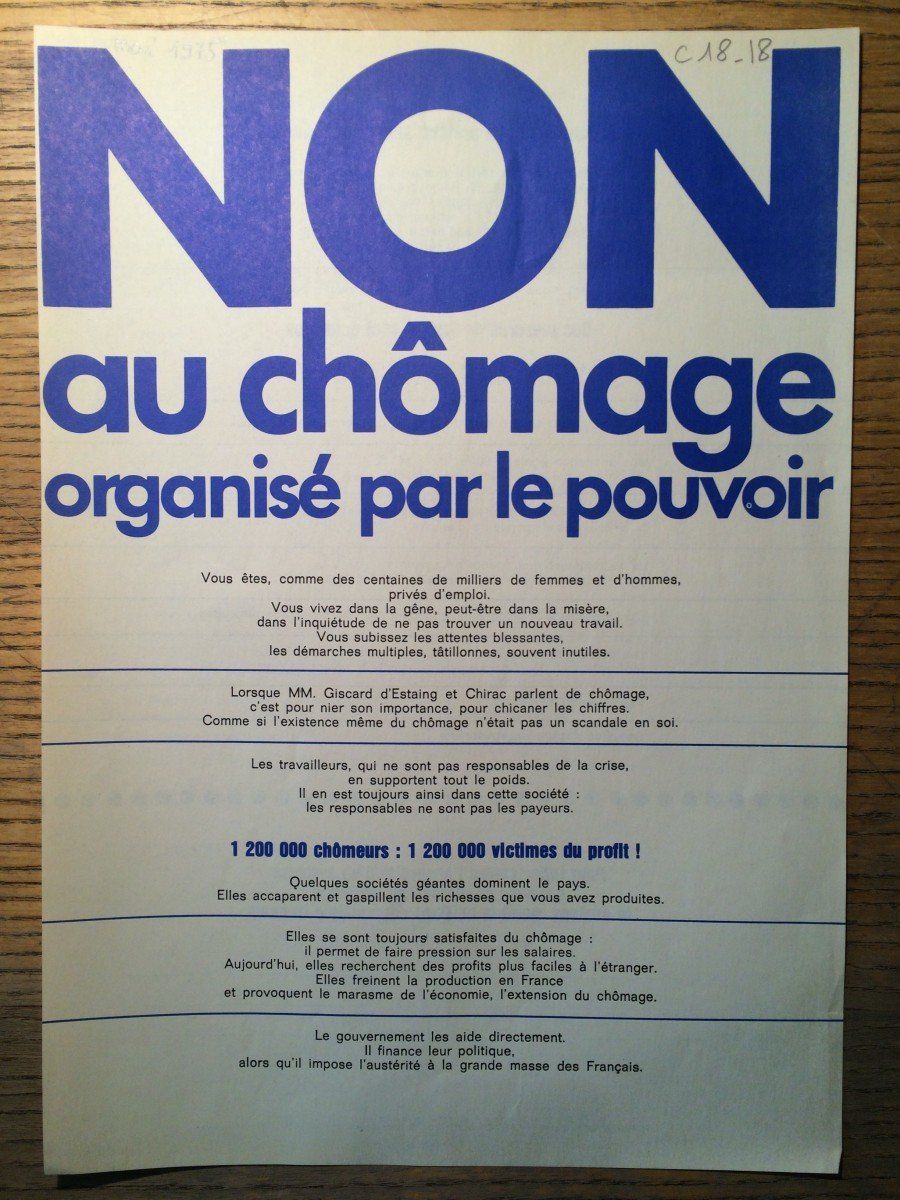 1975
C 18-18
NON
au chômage
organisé par le pouvoir
Vous êtes, comme des centaines de milliers de femmes et d'hommes,
privés d'emploi.
Vous vivez dans la gêne, peut-être dans la misère,
dans l'inquiétude de ne pas trouver un nouveau travail.
Vous subissez les attentes blessantes,
les démarches multiples, tâtillonnes, souvent inutiles.
Lorsque MM. Giscard d'Estaing et Chirac parlent de chômage,
c'est pour nier son importance, pour chicaner les chiffres.
Comme si l'existence même du chômage n'était pas un scandale en soi.
Les travailleurs, qui ne sont pas responsables de la crise,
en supportent tout le poids.
Il en est toujours ainsi dans cette société :
les responsables ne sont pas les payeurs.
1 200 000 chômeurs : 1 200 000 victimes du profit !
Quelques sociétés géantes dominent le pays.
Elles accaparent et gaspillent les richesses que vous avez produites.
Elles se sont toujours satisfaites du chômage :
il permet de faire pression sur les salaires.
Aujourd'hui, elles recherchent des profits plus faciles à l'étranger.
Elles freinent la production en France
et provoquent le marasme de l'économie, l'extension du chômage.
Le gouvernement les aide directement.
Il finance leur politique,
alors qu'il impose l'austérité à la grande masse des Français.